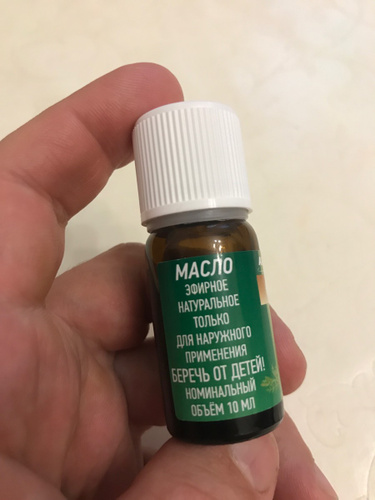 МАСЛО
ЭФИРНОЕ
НАТУРАЛЬНОЕ
ТОЛЬКО
ДЛЯ НАРУЖНОГО
ПРИМЕНЕНИЯ
БЕРЕЧЬ ОТ ДЕТЕЙ!
НОМИНАЛЬНЫЙ
ОБЪЁМ 10 МЛ